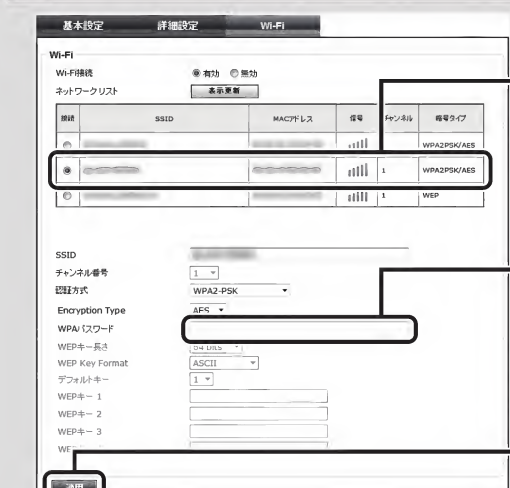 基本設定 詳細設定 Wi-Fi
Wi-Fi
Wi-Fi接続 有効 無効
ネットワークリスト 表示更新
接続 SSID MACアドレス 信号 チャンネル 暗号タイプ
WPA2PSK/AES
1 WPA2PSK/AES
1 WEP
SSID
チャンネル番号 1
認証方式 WPA2-PSK
Encryption Type AES
WPAパスワード
WEPキー長さ 64 bits
WEP Key Format ASCII
デフォルトキー 1
WEPキー 1
WEPキー 2
WEPキー 3
適用